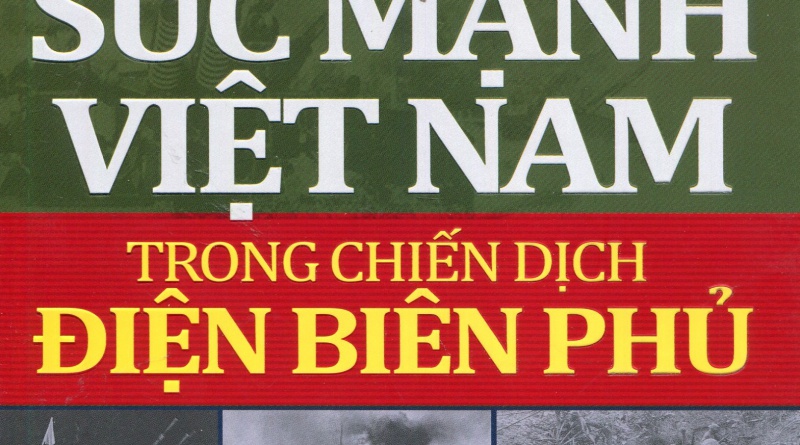 SỨC MẠNH
VIỆT NAM
TRONG CHIẾN DỊCH
ĐIỆN BIÊN PHỦ